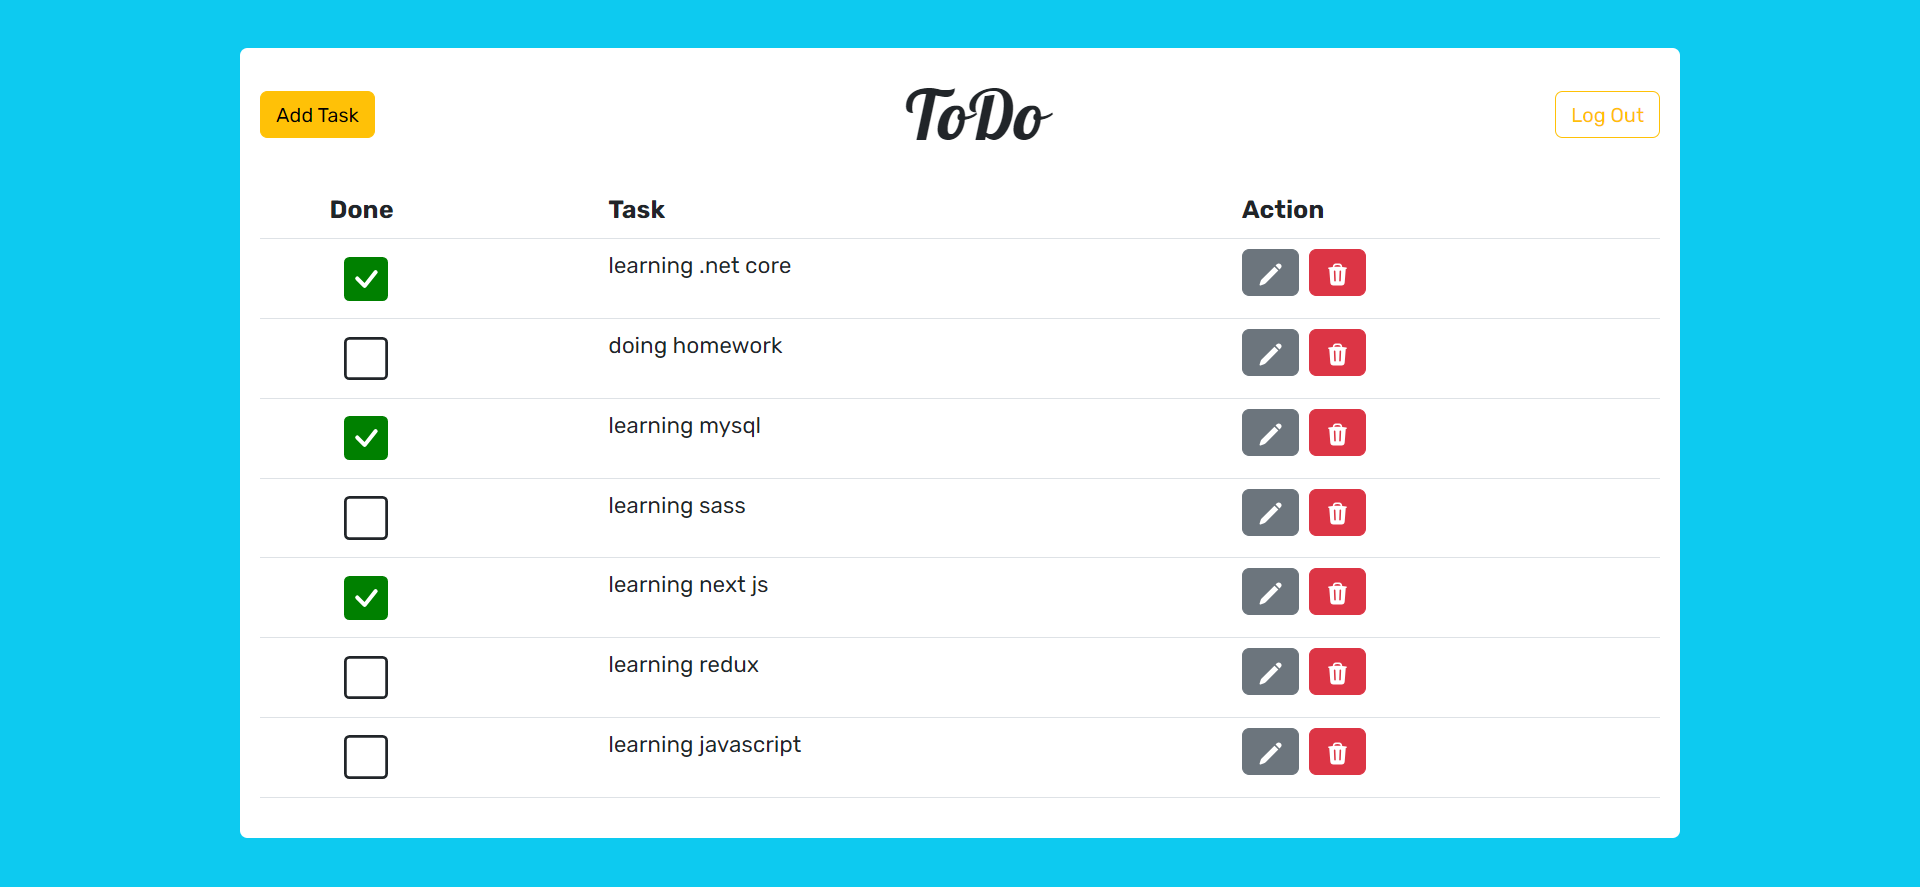 Add Task
ToDo
Log Out
Done Task Action
learning .net core
doing homework
learning mysql
learning sass
learning next js
learning redux
learning javascript